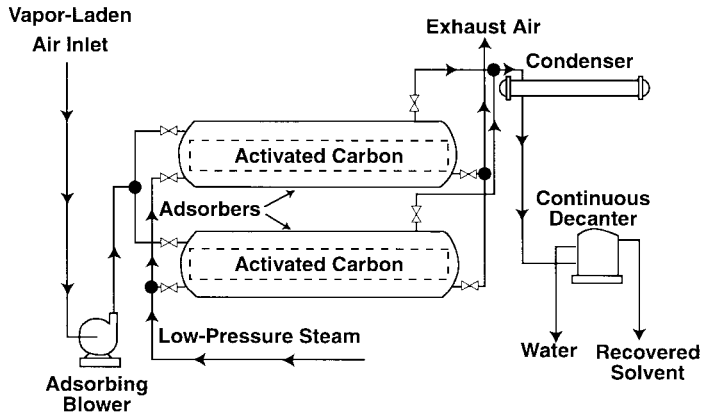 Vapor-Laden
Air Inlet
Exhaust Air
Condenser
Activated Carbon
Adsorbers
Continuous
Decanter
Activated Carbon
Low-Pressure Steam
Water
Recovered
Solvent
Adsorbing
Blower